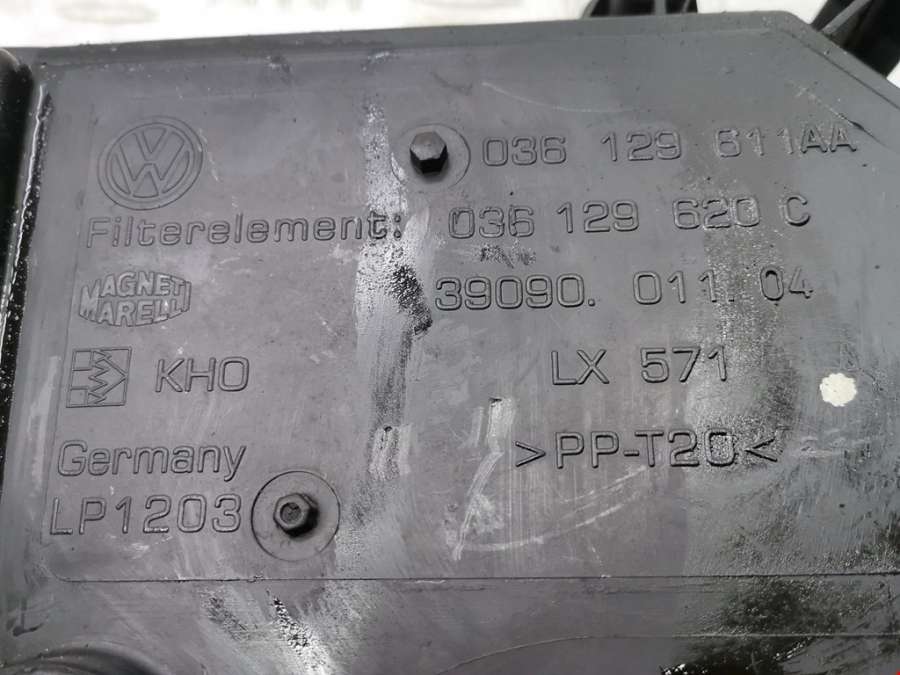 VW
036 129 611AA
Filterelement: 036 129 620 C
MAGNETI MARELLI 39090. 011. 04
KHO LX 571
Germany >PP-T20<
LP1203